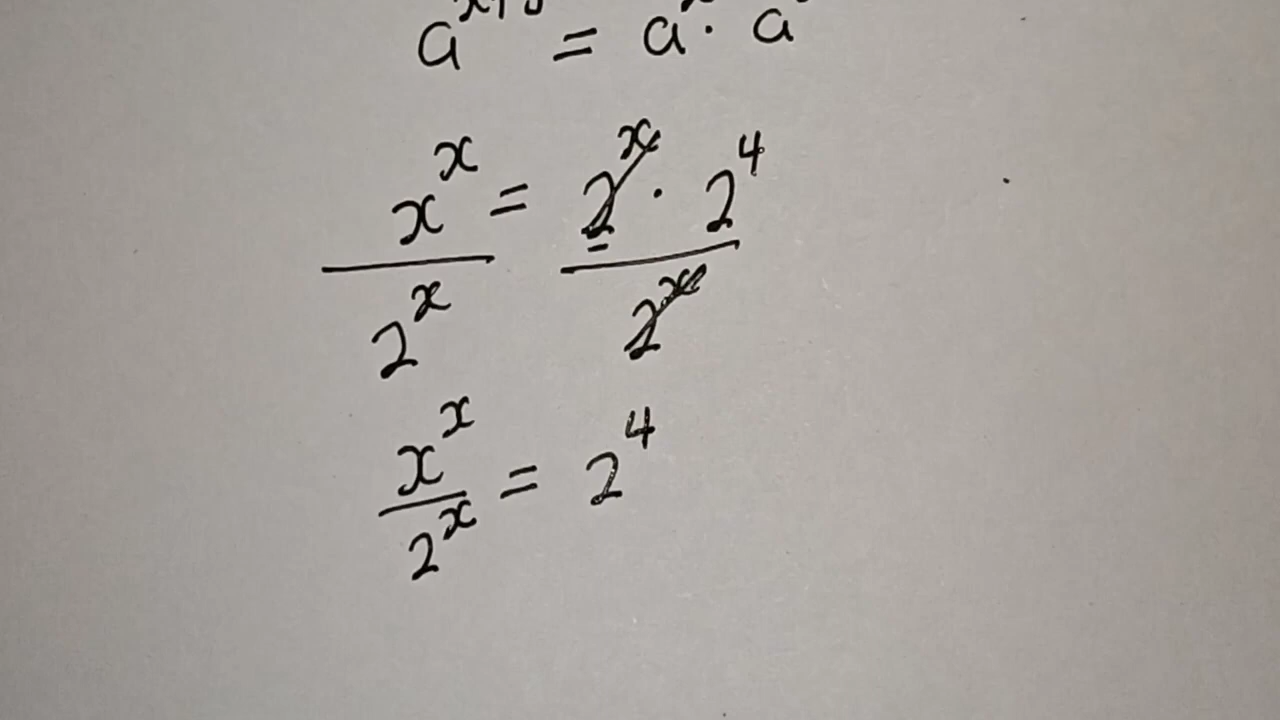 a^{x+y} = a^x · a
x^x / 2^x = 2^x · 2^4 / 2^x
x^x / 2^x = 2^4